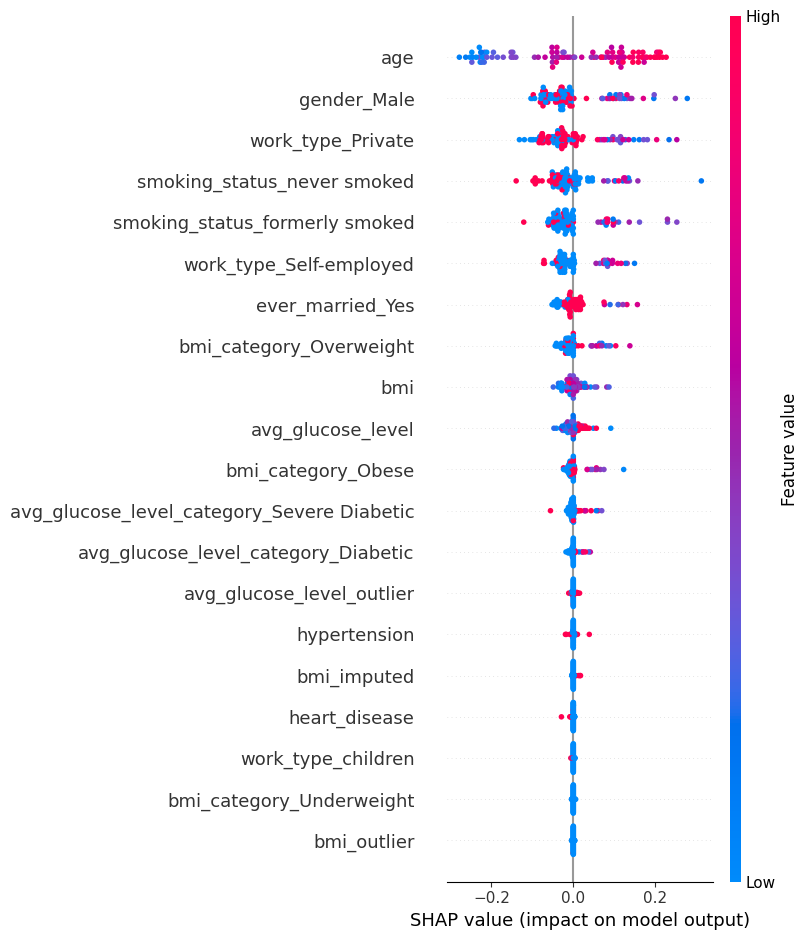 High
age
gender_Male
work_type_Private
smoking_status_never smoked
smoking_status_formerly smoked
work_type_Self-employed
ever_married_Yes
bmi_category_Overweight
bmi
avg_glucose_level
bmi_category_Obese
avg_glucose_level_category_Severe Diabetic
avg_glucose_level_category_Diabetic
avg_glucose_level_outlier
hypertension
bmi_imputed
heart_disease
work_type_children
bmi_category_Underweight
bmi_outlier
Feature value
Low
−0.2 0.0 0.2
SHAP value (impact on model output)